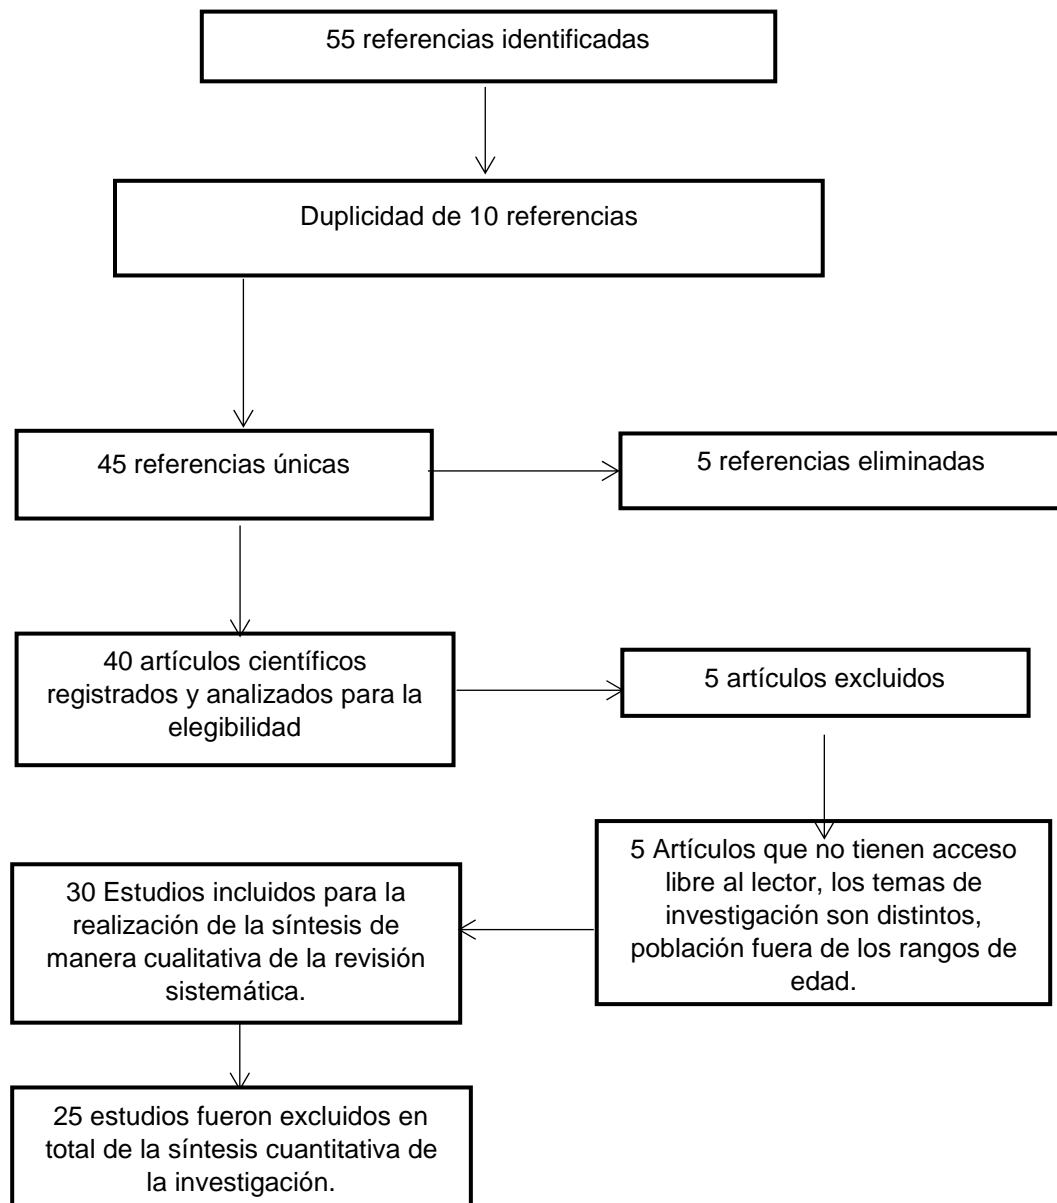 55 referencias identificadas
Duplicidad de 10 referencias
45 referencias únicas
5 referencias eliminadas
40 artículos científicos
registrados y analizados para la
elegibilidad
5 artículos excluidos
5 Artículos que no tienen acceso
libre al lector, los temas de
investigación son distintos,
población fuera de los rangos de
edad.
30 Estudios incluidos para la
realización de la síntesis de
manera cualitativa de la revisión
sistemática.
25 estudios fueron excluidos en
total de la síntesis cuantitativa de
la investigación.